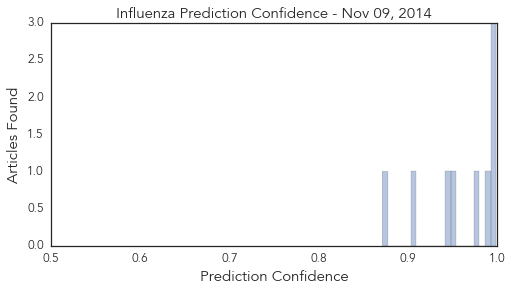 Influenza Prediction Confidence - Nov 09, 2014
3.0
2.5
2.0
1.5
1.0
0.5
0.0
Articles Found
0.5 0.6 0.7 0.8 0.9 1.0
Prediction Confidence